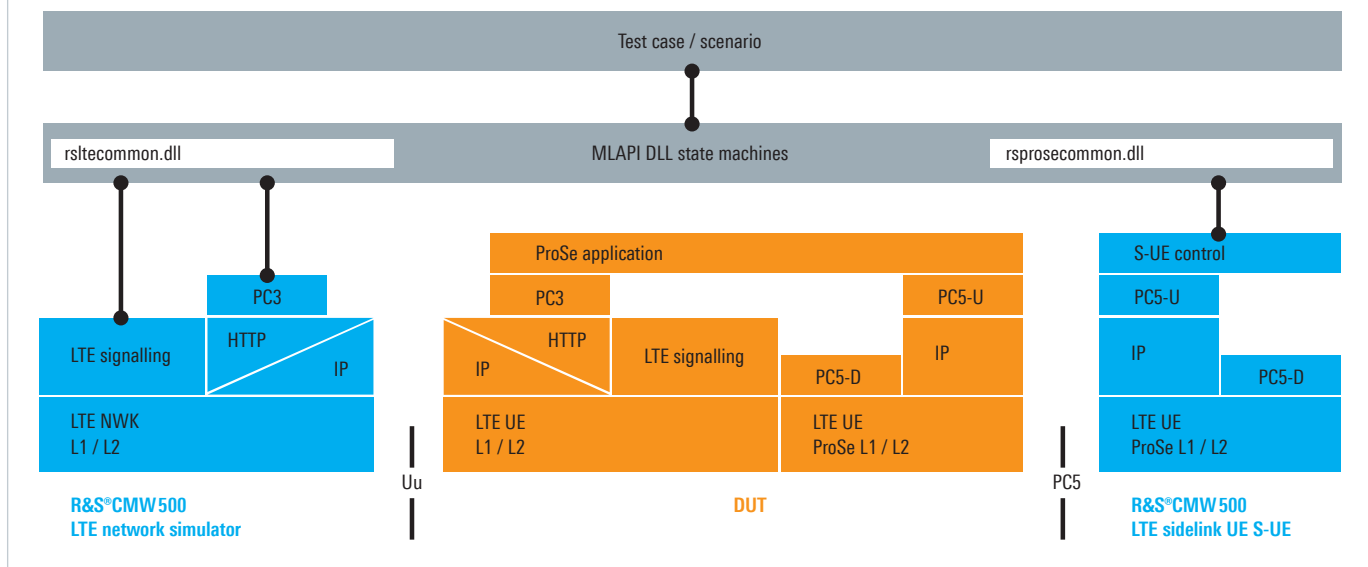 Test case / scenario
rsltecommon.dll
MLAPI DLL state machines
rsprosecommon.dll
ProSe application
S-UE control
PC3
PC3
PC5-U
PC5-U
LTE signalling
HTTP
IP
IP
HTTP
LTE signalling
PC5-D
IP
IP
PC5-D
LTE NWK
L1 / L2
LTE UE
L1 / L2
LTE UE
ProSe L1 / L2
LTE UE
ProSe L1 / L2
Uu
PC5
R&S®CMW500
LTE network simulator
DUT
R&S®CMW500
LTE sidelink UE S-UE